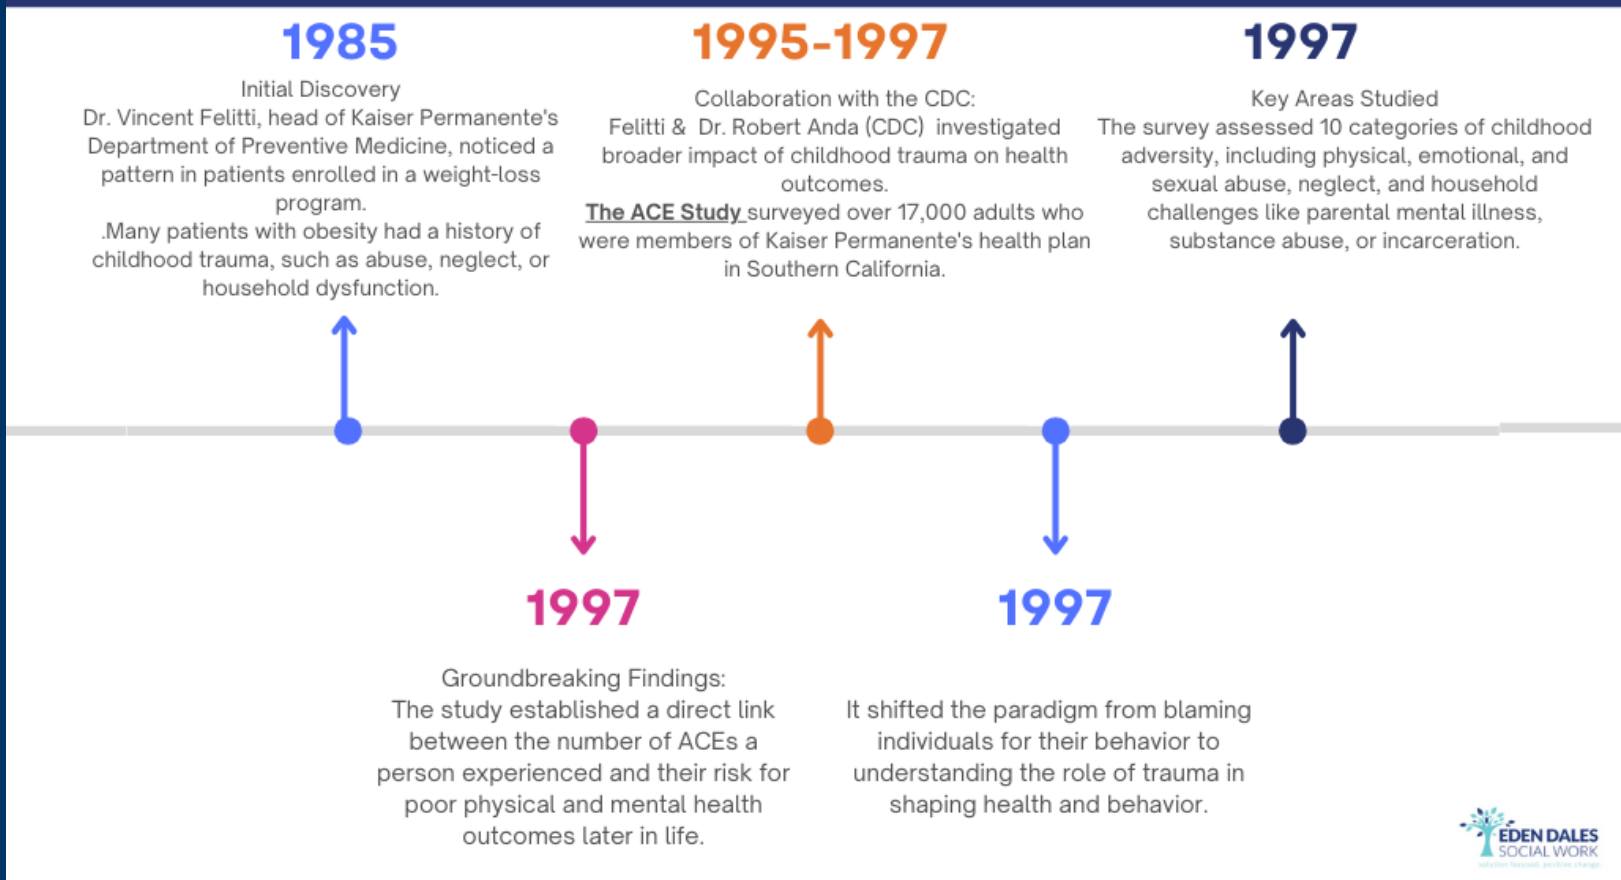 1985
Initial Discovery
Dr. Vincent Felitti, head of Kaiser Permanente's
Department of Preventive Medicine, noticed a
pattern in patients enrolled in a weight-loss
program.
.Many patients with obesity had a history of
childhood trauma, such as abuse, neglect, or
household dysfunction.
1995-1997
Collaboration with the CDC:
Felitti & Dr. Robert Anda (CDC) investigated
broader impact of childhood trauma on health
outcomes.
The ACE Study surveyed over 17,000 adults who
were members of Kaiser Permanente's health plan
in Southern California.
1997
Key Areas Studied
The survey assessed 10 categories of childhood
adversity, including physical, emotional, and
sexual abuse, neglect, and household
challenges like parental mental illness,
substance abuse, or incarceration.
1997
Groundbreaking Findings:
The study established a direct link
between the number of ACEs a
person experienced and their risk for
poor physical and mental health
outcomes later in life.
1997
It shifted the paradigm from blaming
individuals for their behavior to
understanding the role of trauma in
shaping health and behavior.
EDEN DALES
SOCIAL WORK
solution focused, positive change